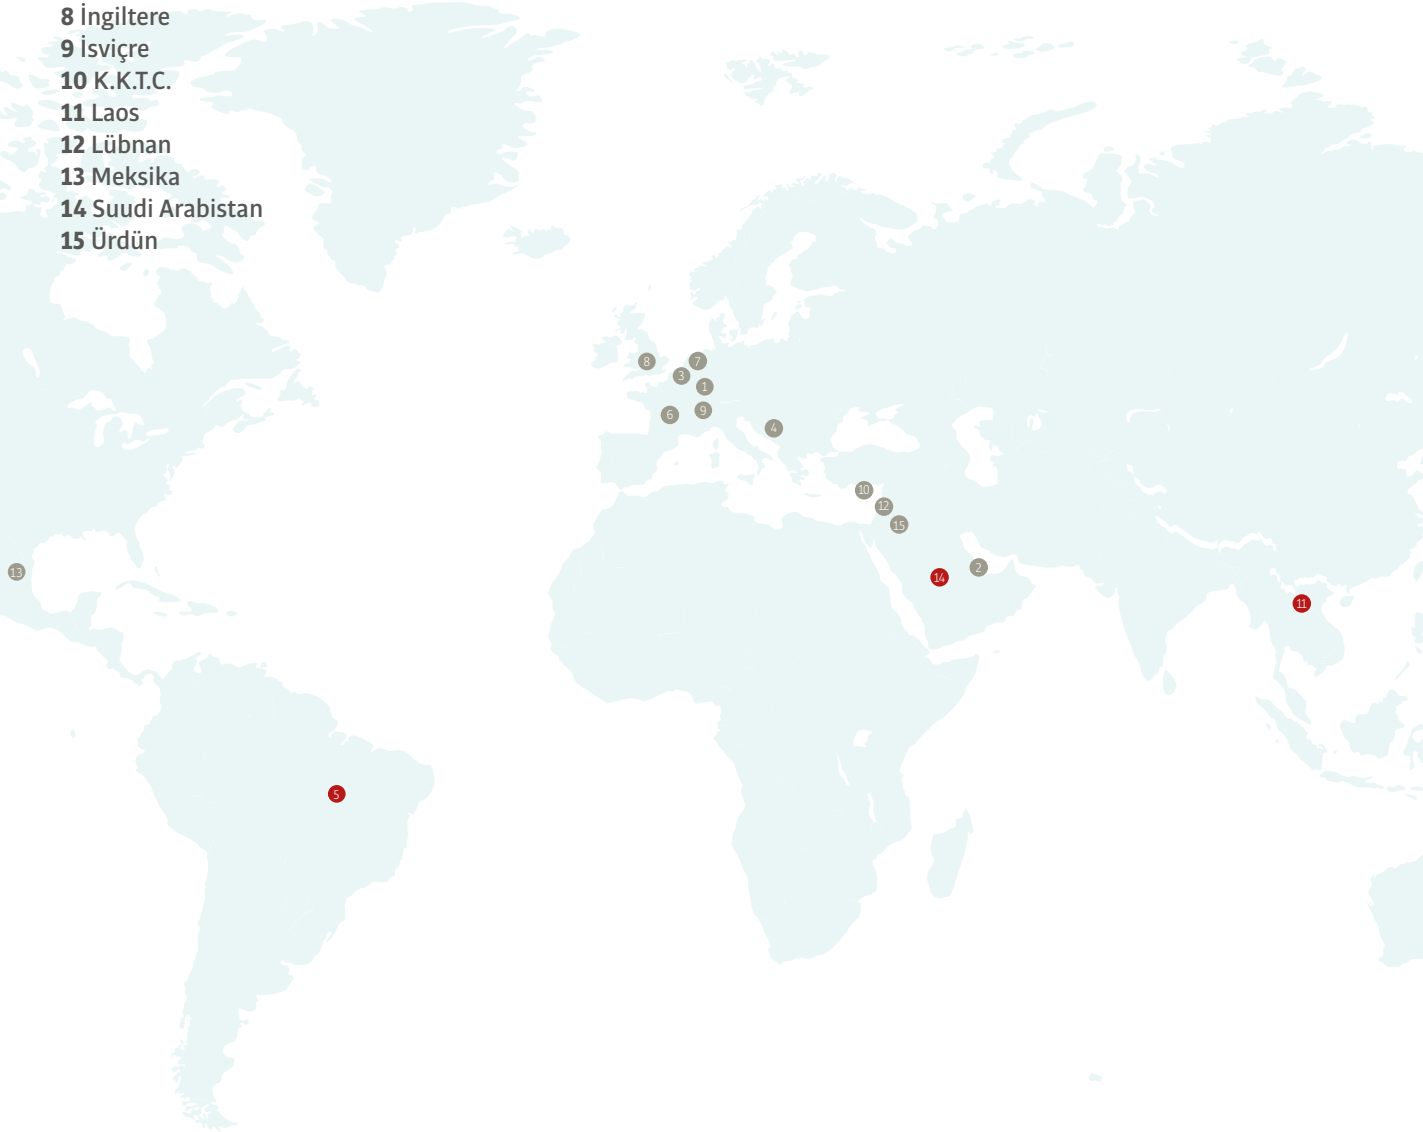 8 İngiltere
9 İsviçre
10 K.K.T.C.
11 Laos
12 Lübnan
13 Meksika
14 Suudi Arabistan
15 Ürdün
8
7
3
1
9
6
4
10
12
15
13
2
14
11
5